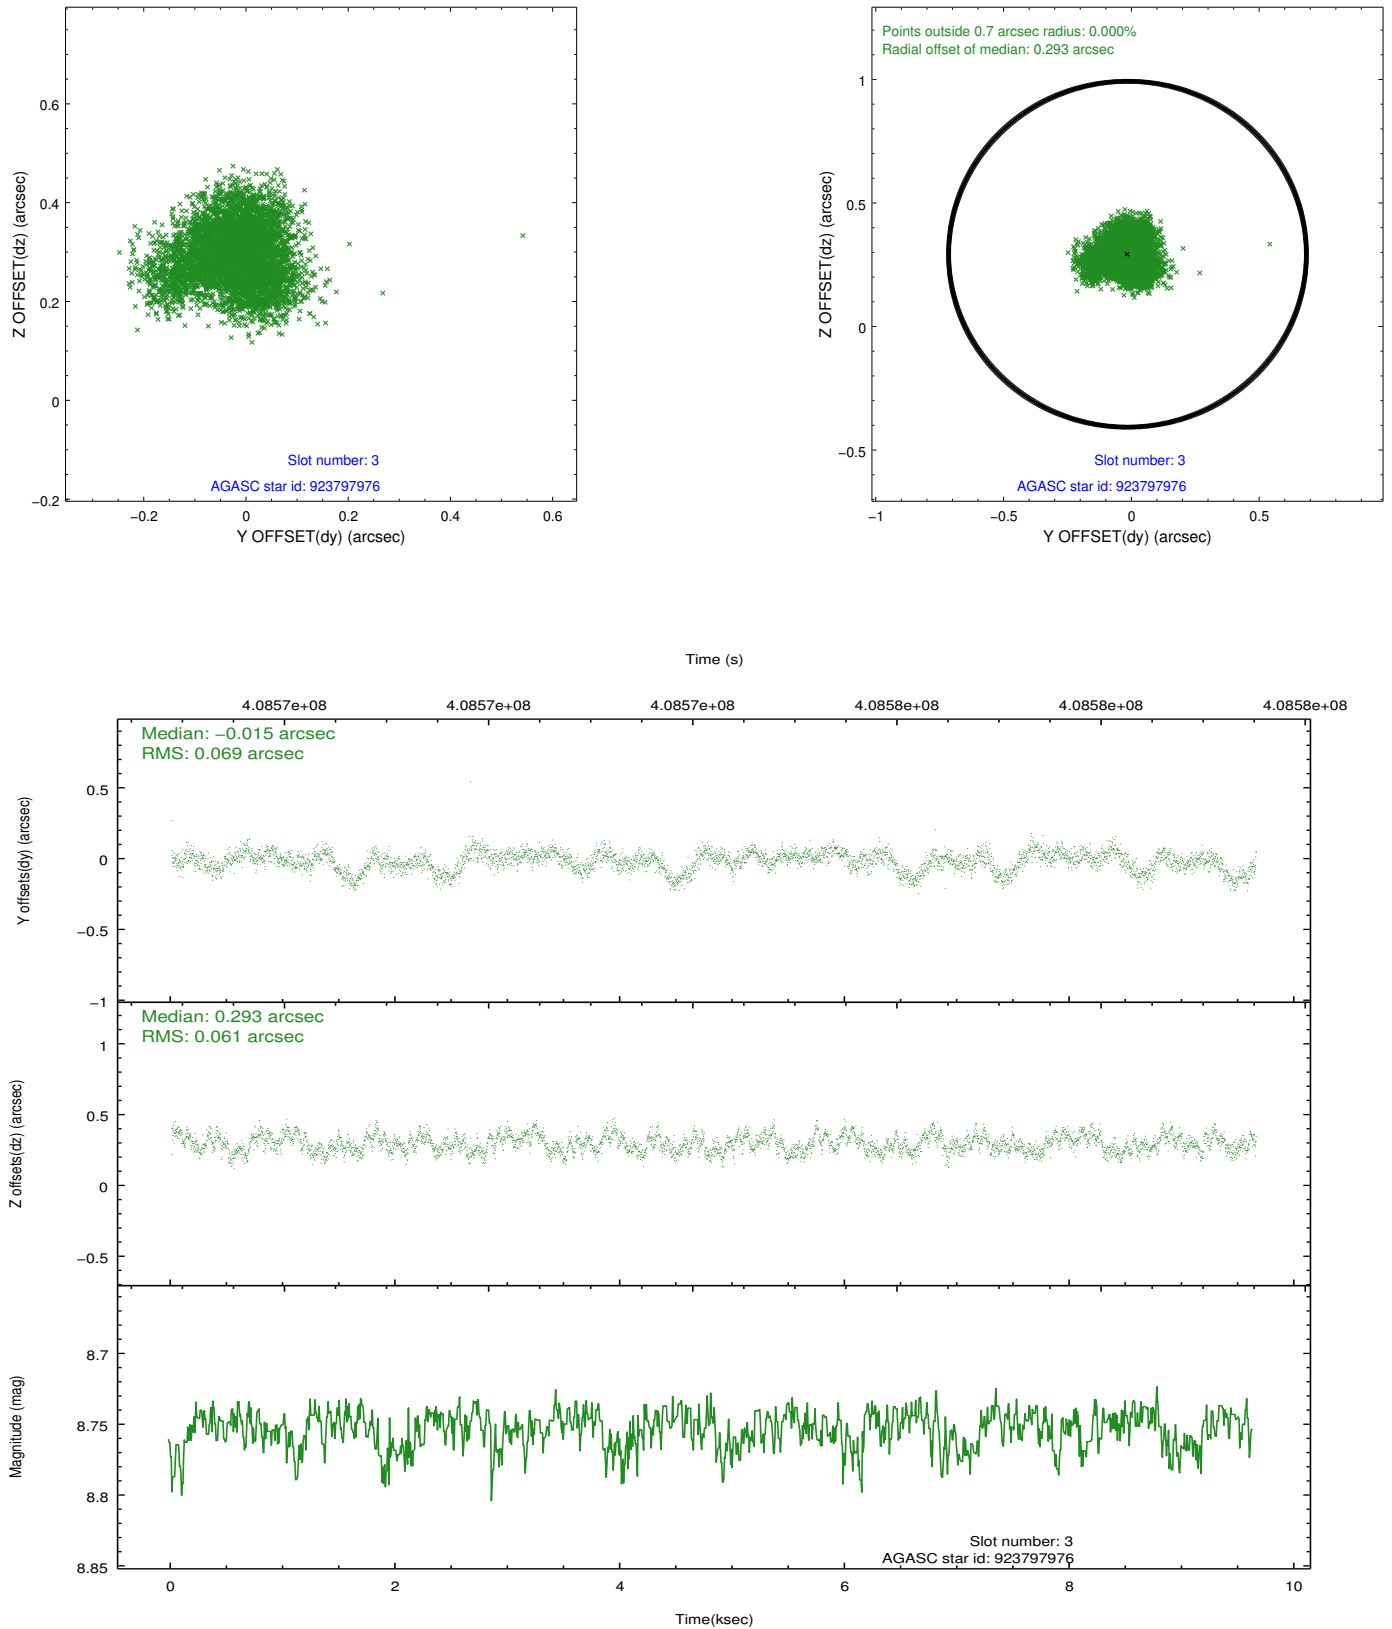 0.6
0.4
0.2
0
−0.2
Z OFFSET(dz) (arcsec)
Slot number: 3
AGASC star id: 923797976
−0.2 0 0.2 0.4 0.6
Y OFFSET(dy) (arcsec)
Points outside 0.7 arcsec radius: 0.000%
Radial offset of median: 0.293 arcsec
1
0.5
0
−0.5
Z OFFSET(dz) (arcsec)
Slot number: 3
AGASC star id: 923797976
−1 −0.5 0 0.5
Y OFFSET(dy) (arcsec)
Time (s)
4.0857e+08 4.0857e+08 4.0857e+08 4.0858e+08 4.0858e+08 4.0858e+08
Median: −0.015 arcsec
RMS: 0.069 arcsec
0.5
0
−0.5
−1
Y offsets(dy) (arcsec)
Median: 0.293 arcsec
RMS: 0.061 arcsec
1
0.5
0
−0.5
Z offsets(dz) (arcsec)
8.7
8.75
8.8
8.85
Magnitude (mag)
Slot number: 3
AGASC star id: 923797976
0 2 4 6 8 10
Time(ksec)